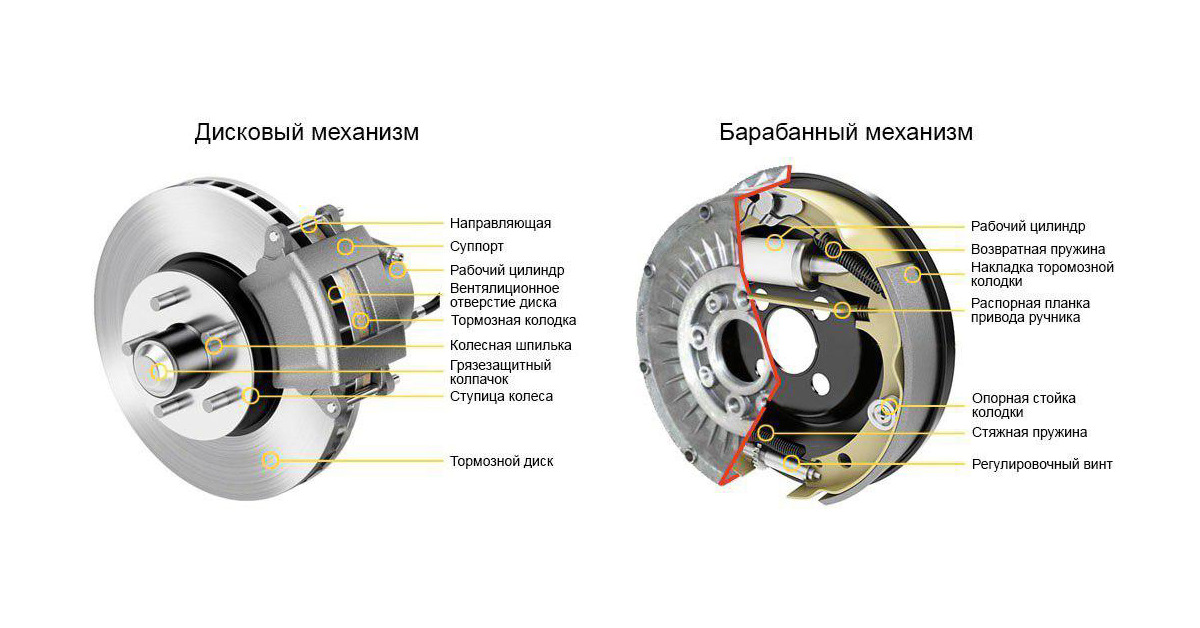 Дисковый механизм
Направляющая
Суппорт
Рабочий цилиндр
Вентялиционное
отверстие диска
Тормозная колодка
Колесная шпилька
Грязезащитный
колпачок
Ступица колеса
Тормозной диск
Барабанный механизм
Рабочий цилиндр
Возвратная пружина
Накладка торомозной
колодки
Распорная планка
привода ручника
Опорная стойка
колодки
Стяжная пружина
Регулировочный винт